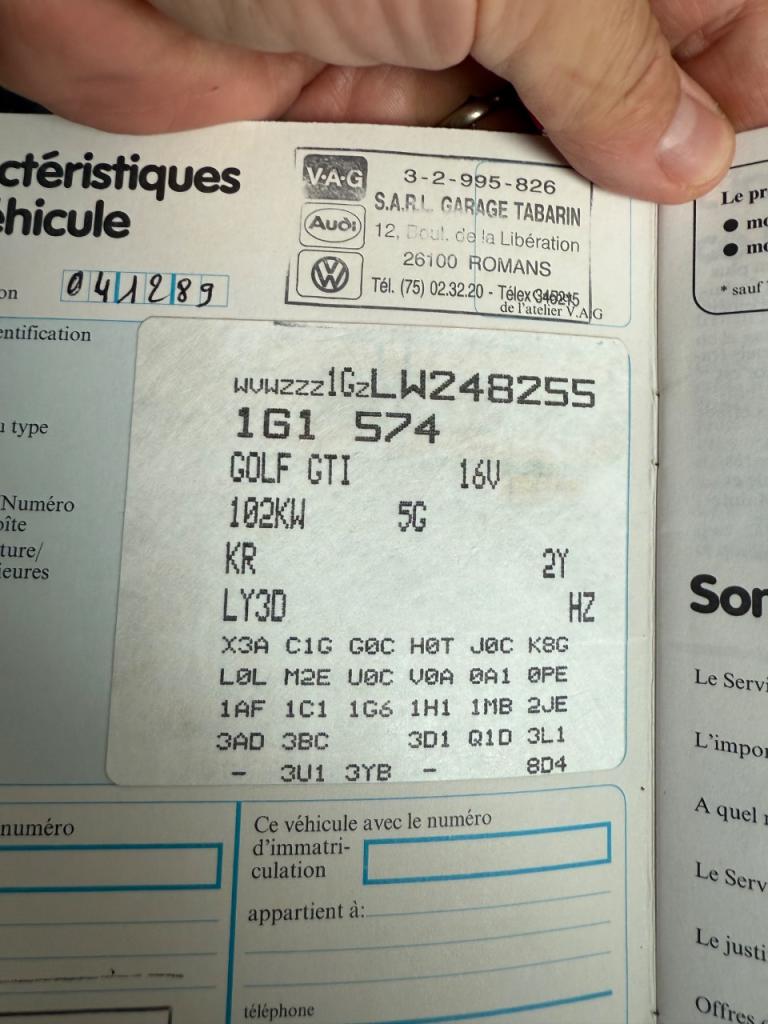 ctéristiques
éhicule
on 041289
V·A·G
Audi
3-2-995-826
S.A.R.L. GARAGE TABARIN
12, Boul. de la Libération
26100 ROMANS
Tél. (75) 02.32.20 - Télex
de l'atelier V.A.G
entification
u type
/Numéro
oîte
ture/
ieures
WVWZZZ1GZLW248255
1G1 574
GOLF GTI 16V
102KW 5G
KR 2Y
LY3D HZ
X3A C1G G0C H0T J0C K8G
L0L M2E U0C V0A 0A1 0PE
1AF 1C1 1G6 1H1 1MB 2JE
3AD 3BC 3D1 Q1D 3L1
- 3U1 3YB - 8D4
numéro
Ce véhicule avec le numéro
d'immatri-
culation
appartient à:
téléphone
Le pr
● mo
● mo
* sauf
Son
Le Servi
L'impor
A quel
Le Serv
Le justi
Offres